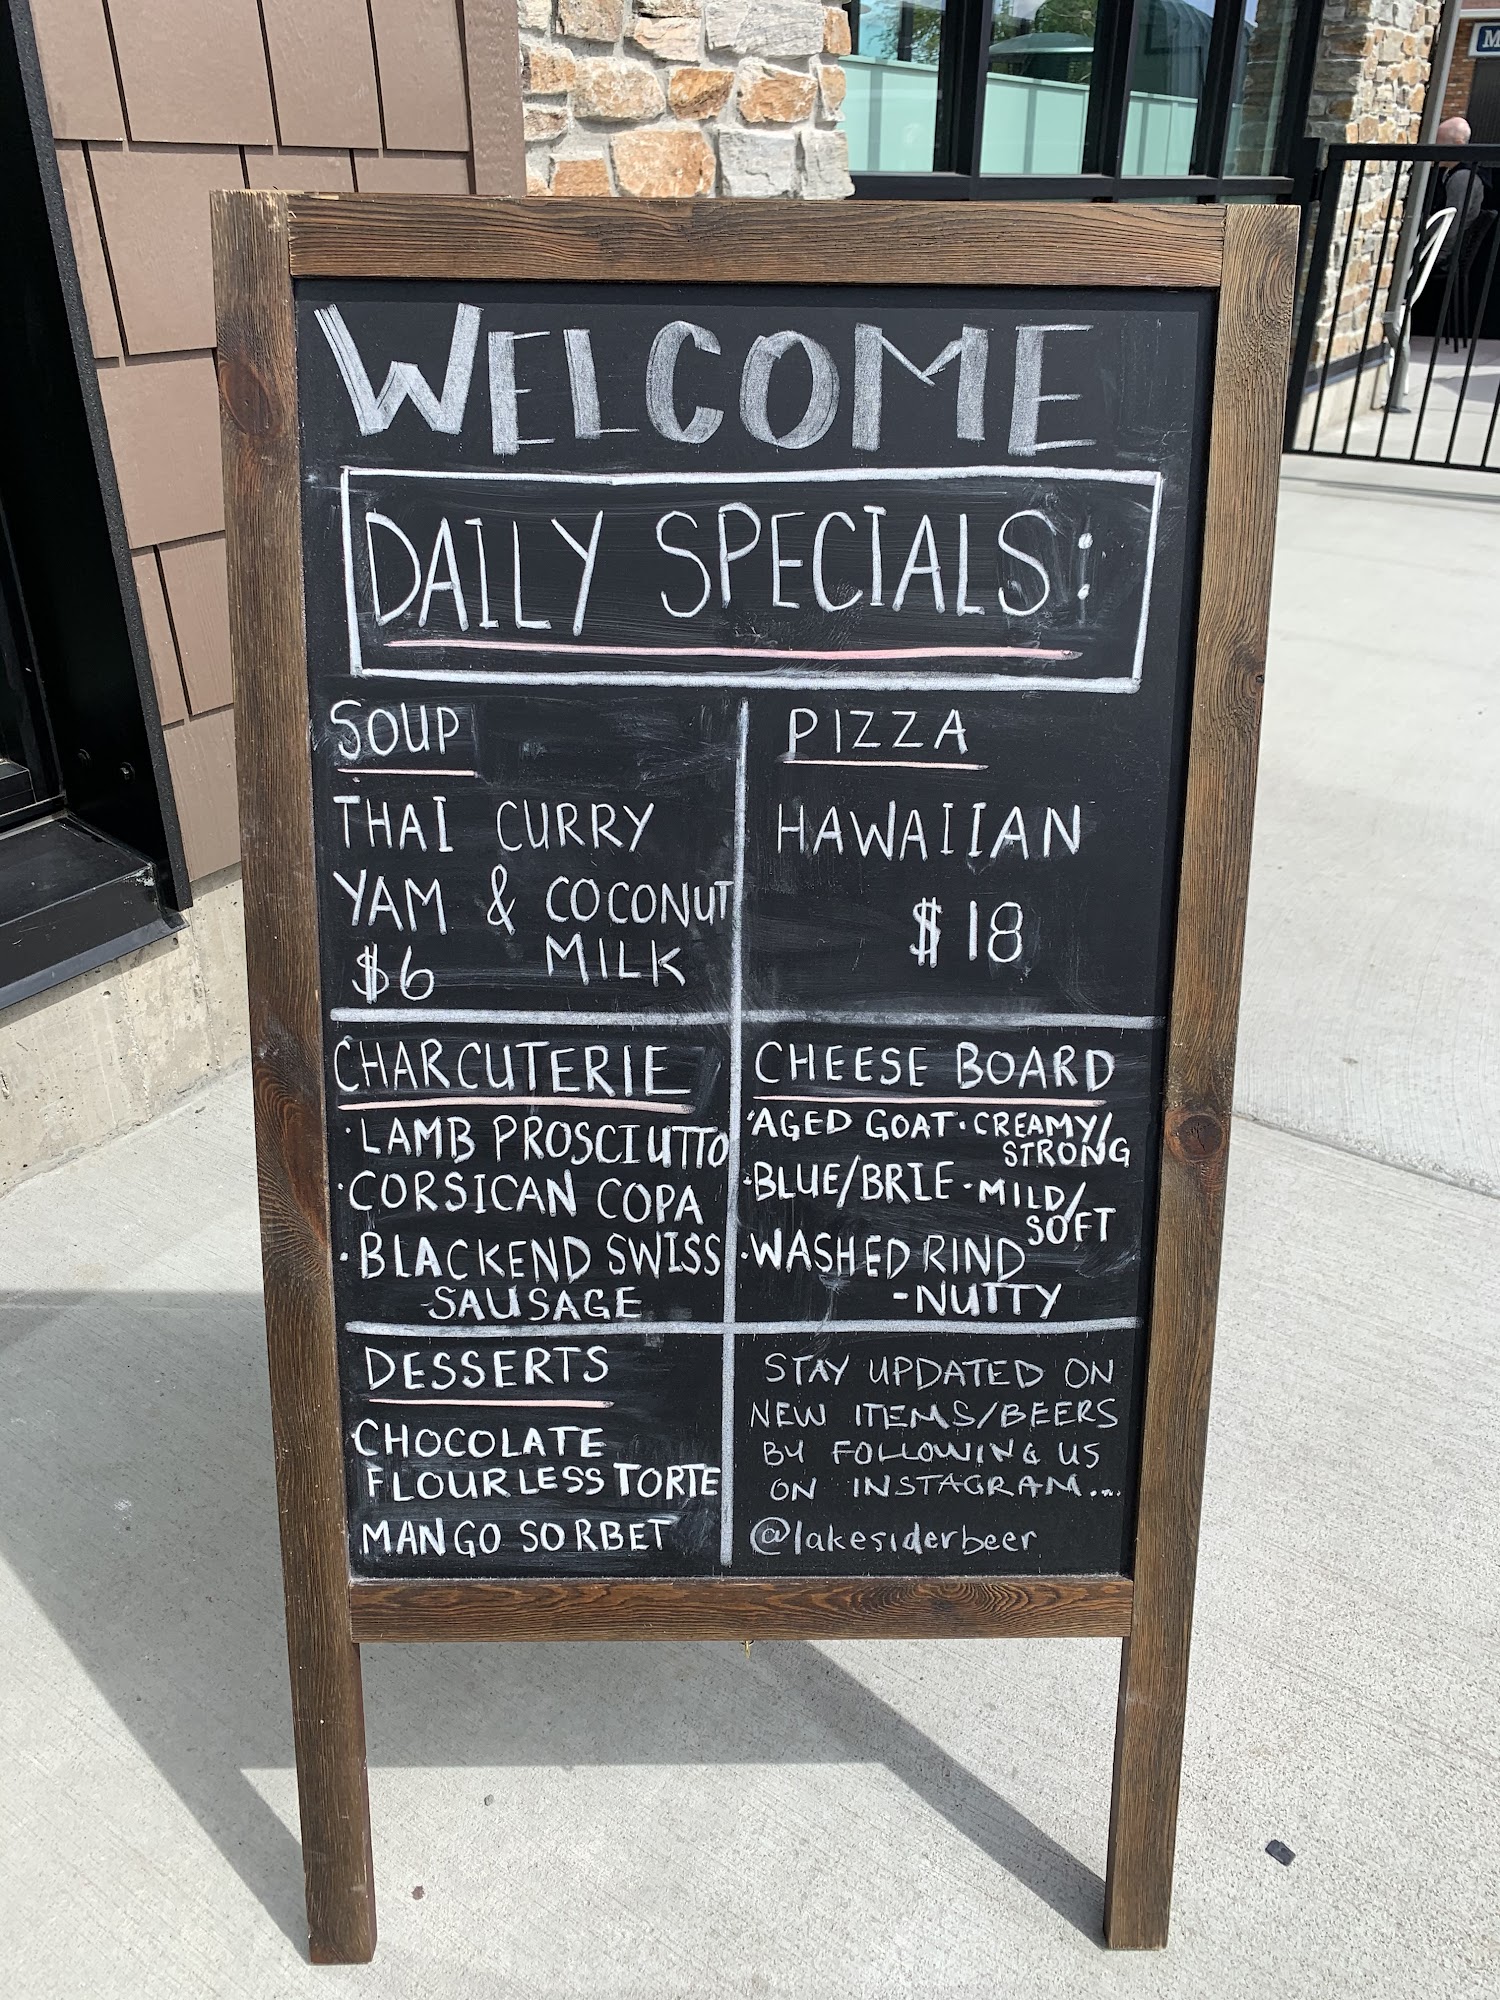 M
WELCOME
DAILY SPECIALS:
SOUP
THAI CURRY
YAM & COCONUT
MILK
$6
PIZZA
HAWAIIAN
$18
CHARCUTERIE
·LAMB PROSCIUTTO
·CORSICAN COPA
·BLACKEND SWISS
SAUSAGE
CHEESE BOARD
·AGED GOAT·CREAMY/
STRONG
·BLUE/BRIE·MILD/
SOFT
·WASHED RIND
-NUTTY
DESSERTS
CHOCOLATE
FLOURLESS TORTE
MANGO SORBET
STAY UPDATED ON
NEW ITEMS/BEERS
BY FOLLOWING US
ON INSTAGRAM...
@lakesiderbeer